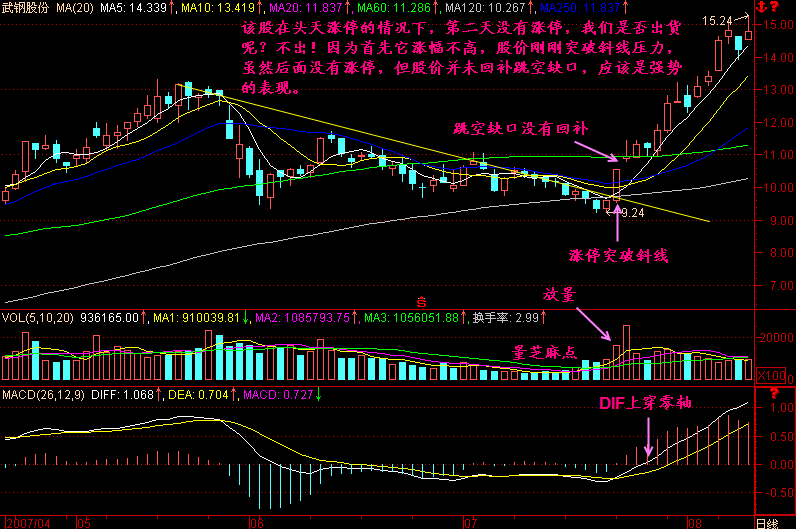 武钢股份 MA(20) MA5: 14.339↑, MA10: 13.419↑, MA20: 11.837↑, MA60: 11.286↑, MA120: 10.267↑, MA250: 11.837↑
该股在头天涨停的情况下，第二天没有涨停，我们是否出货
呢？不出！因为首先它涨幅不高，股价刚刚突破斜线压力，
虽然后面没有涨停，但股价并未回补跳空缺口，应该是强势
的表现。
15.24
15.00
14.00
13.00
12.00
11.00
10.00
9.00
8.00
7.00
跳空缺口没有回补
9.24
涨停突破斜线
放量
VOL(5,10,20) 936165.00↑, MA1: 910039.81↓, MA2: 1085793.75↑, MA3: 1056051.88↑, 换手率: 2.99↑
20000
量芝麻点
X100
MACD(26,12,9) DIFF: 1.068↑, DEA: 0.704↑, MACD: 0.727↓
?
DIF上穿零轴
1.00
0.50
0.00
-0.50
2007/04
05
06
07
08
日线